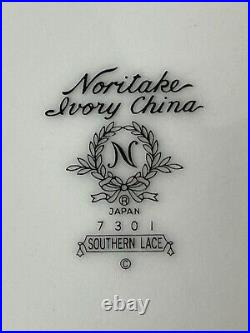 Noritake
Ivory China
N
®
JAPAN
7301
SOUTHERN LACE
©